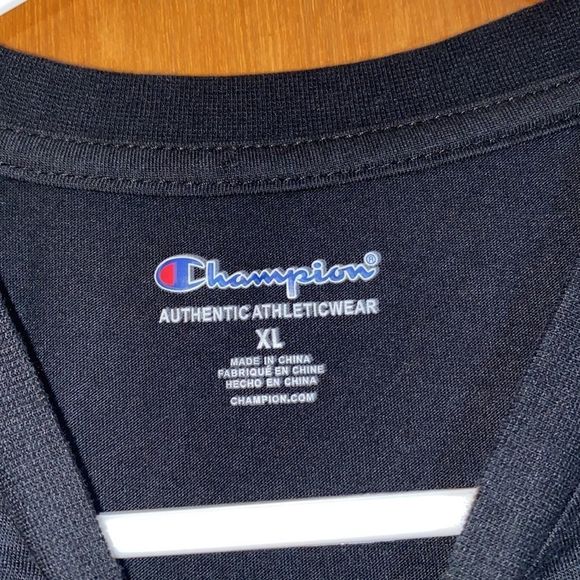 Champion®
AUTHENTIC ATHLETICWEAR
XL
MADE IN CHINA
FABRIQUÉ EN CHINE
HECHO EN CHINA
CHAMPION.COM